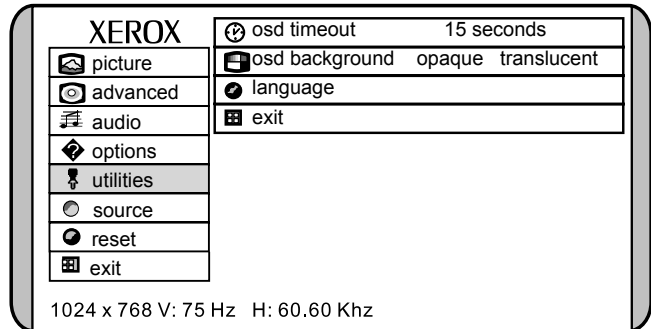 XEROX
picture
advanced
audio
options
utilities
source
reset
exit
osd timeout 15 seconds
osd background opaque translucent
language
exit
1024 x 768 V: 75 Hz H: 60.60 Khz